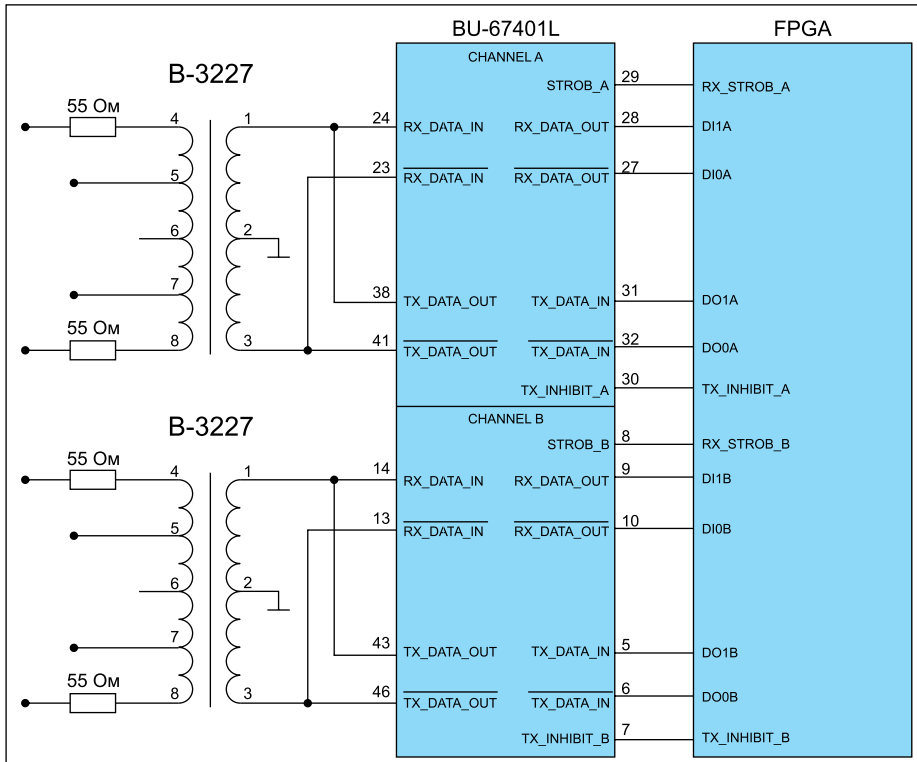 BU-67401L FPGA
CHANNEL A
B-3227
STROB_A 29 RX_STROB_A
55 Ом 4 1 24 RX_DATA_IN RX_DATA_OUT 28 DI1A
5 23 RX_DATA_IN RX_DATA_OUT 27 DI0A
6 2
7 38 TX_DATA_OUT TX_DATA_IN 31 DO1A
55 Ом 8 3 41 TX_DATA_OUT TX_DATA_IN 32 DO0A
TX_INHIBIT_A 30 TX_INHIBIT_A
CHANNEL B
B-3227
STROB_B 8 RX_STROB_B
55 Ом 4 1 14 RX_DATA_IN RX_DATA_OUT 9 DI1B
5 13 RX_DATA_IN RX_DATA_OUT 10 DI0B
6 2
7 43 TX_DATA_OUT TX_DATA_IN 5 DO1B
55 Ом 8 3 46 TX_DATA_OUT TX_DATA_IN 6 DO0B
TX_INHIBIT_B 7 TX_INHIBIT_B